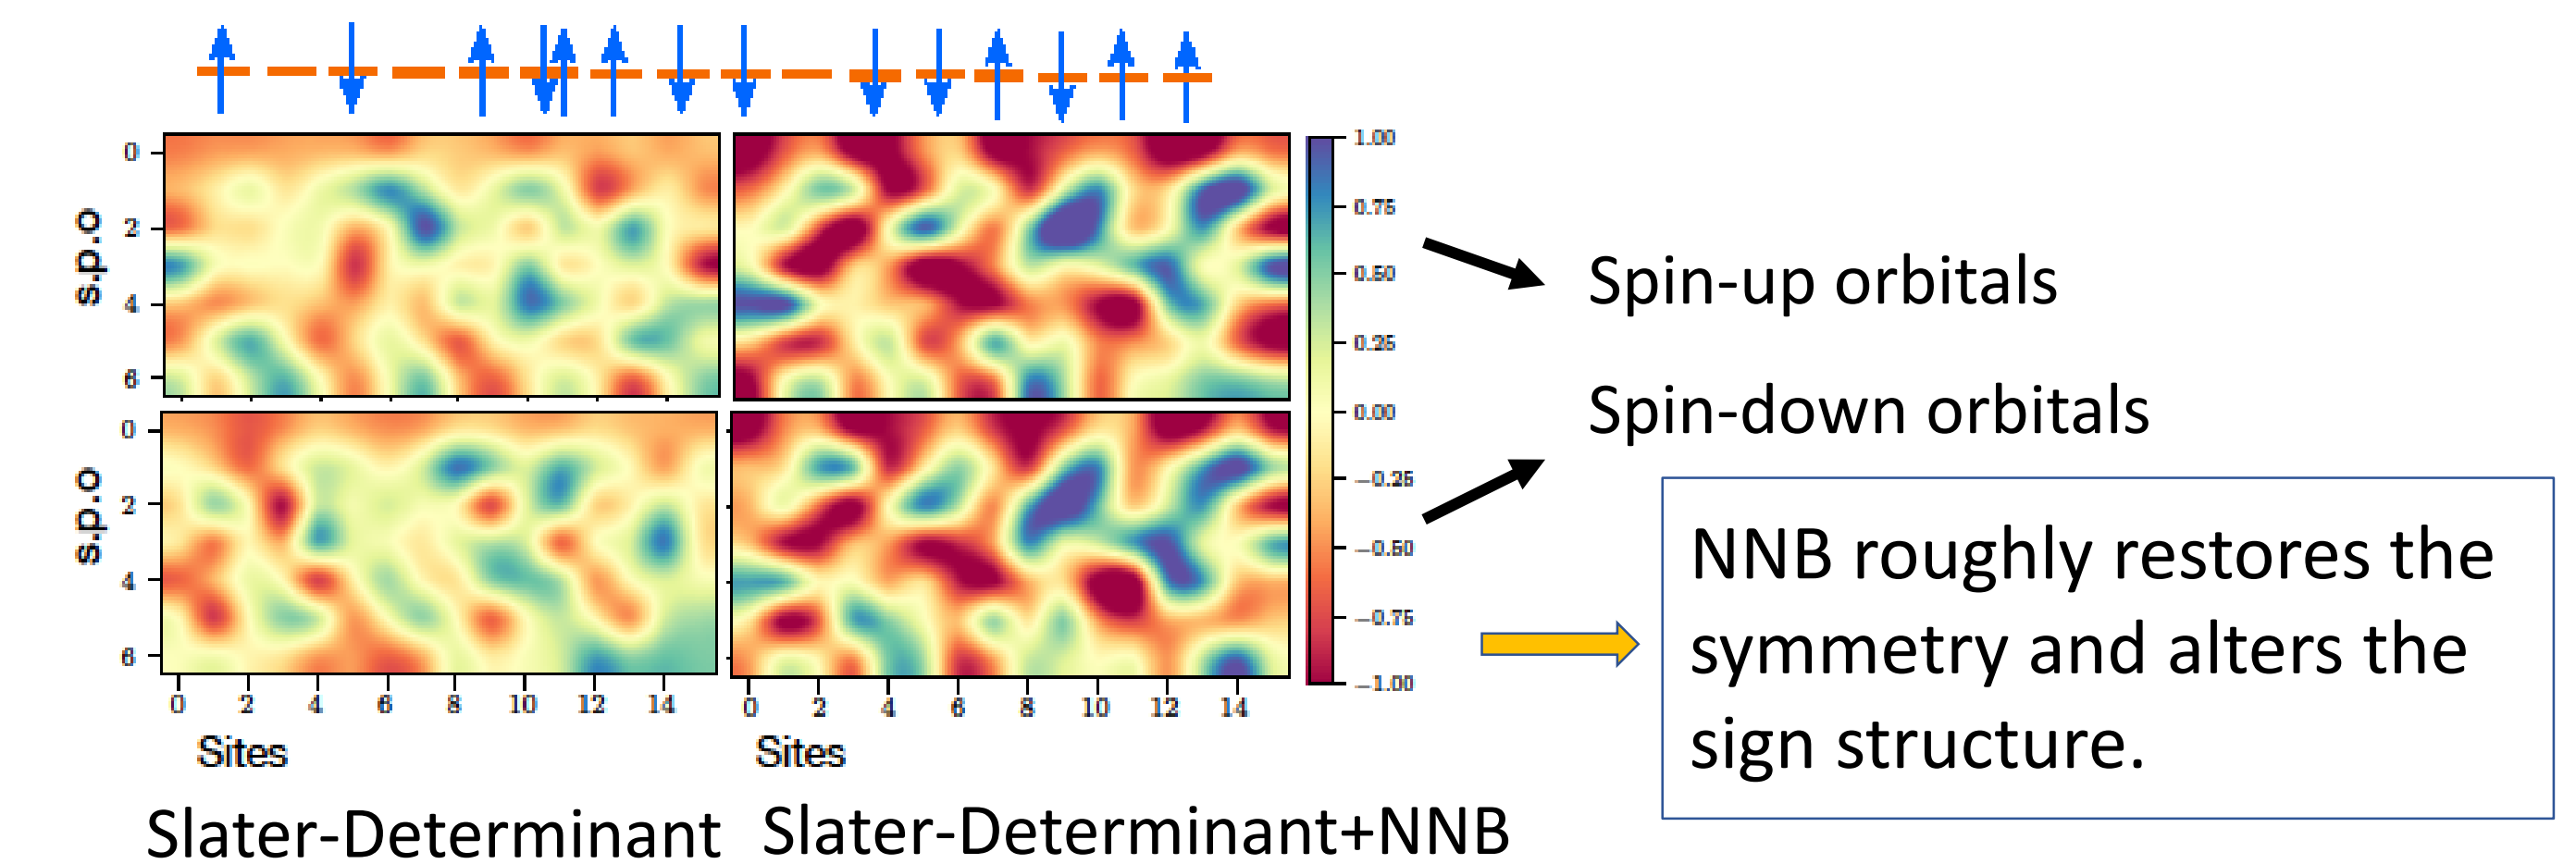 s.p.o
0
2
4
6
1.00
0.75
0.50
0.25
0.00
−0.25
−0.50
−0.75
−1.00
s.p.o
0
2
4
6
0 2 4 6 8 10 12 14
0 2 4 6 8 10 12 14
Sites
Sites
Slater-Determinant
Slater-Determinant+NNB
Spin-up orbitals
Spin-down orbitals
NNB roughly restores the
symmetry and alters the
sign structure.